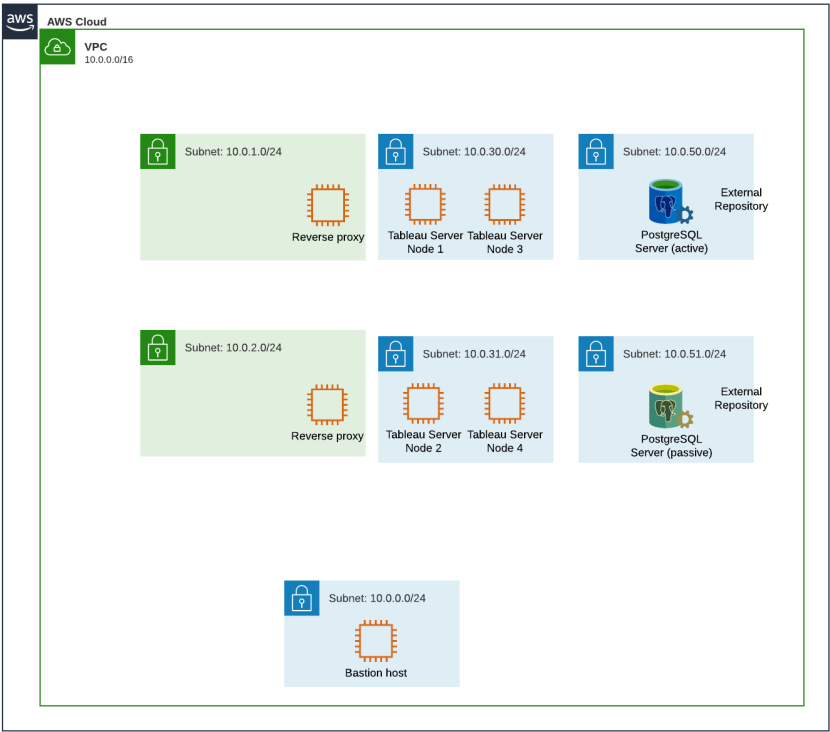 aws
AWS Cloud
VPC
10.0.0.0/16
Subnet: 10.0.1.0/24
Reverse proxy
Subnet: 10.0.30.0/24
Tableau Server
Node 1
Tableau Server
Node 3
Subnet: 10.0.50.0/24
External
Repository
PostgreSQL
Server (active)
Subnet: 10.0.2.0/24
Reverse proxy
Subnet: 10.0.31.0/24
Tableau Server
Node 2
Tableau Server
Node 4
Subnet: 10.0.51.0/24
External
Repository
PostgreSQL
Server (passive)
Subnet: 10.0.0.0/24
Bastion host